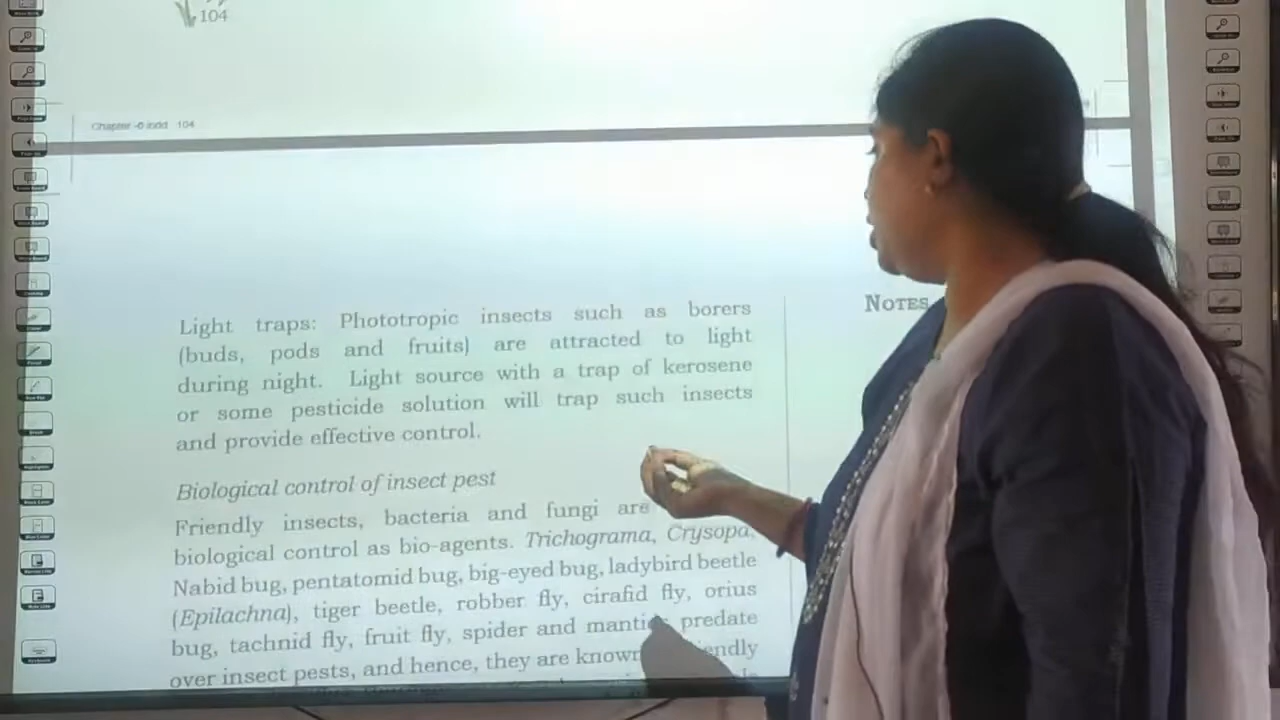 104
Chapter -6.indd 104
Light traps: Phototropic insects such as borers
(buds, pods and fruits) are attracted to light
during night. Light source with a trap of kerosene
or some pesticide solution will trap such insects
and provide effective control.
Biological control of insect pest
Friendly insects, bacteria and fungi are
biological control as bio-agents. Trichograma, Crysopa,
Nabid bug, pentatomid bug, big-eyed bug, ladybird beetle
(Epilachna), tiger beetle, robber fly, cirafid fly, orius
bug, tachnid fly, fruit fly, spider and mantid, predate
over insect pests, and hence, they are known
NOTES